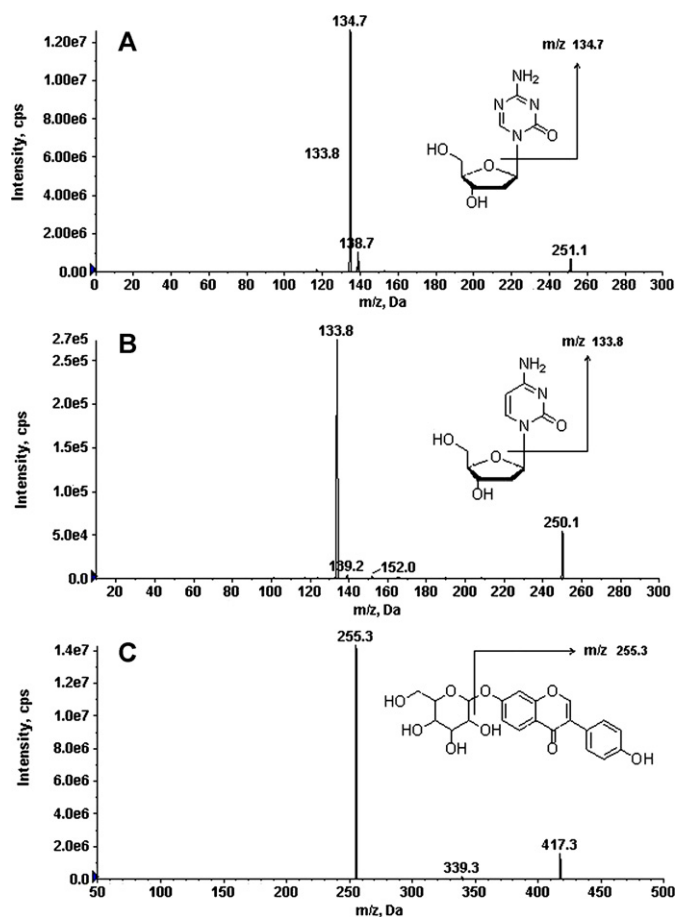 A
134.7
m/z 134.7
1.20e7
1.00e7
8.00e6
6.00e6
4.00e6
2.00e6
0.00
Intensity, cps
133.8
138.7
251.1
NH2
N
N
N
O
HO
O
OH
0 20 40 60 80 100 120 140 160 180 200 220 240 260 280 300
m/z, Da
B
133.8
m/z 133.8
2.7e5
2.5e5
2.0e5
1.5e5
1.0e5
5.0e4
0.0
Intensity, cps
139.2
152.0
250.1
NH2
N
N
O
HO
O
OH
20 40 60 80 100 120 140 160 180 200 220 240 260 280 300
m/z, Da
C
255.3
m/z 255.3
1.4e7
1.2e7
1.0e7
8.0e6
6.0e6
4.0e6
2.0e6
0.0
Intensity, cps
339.3
417.3
HO
O
O
O
HO
OH
OH
O
OH
50 100 150 200 250 300 350 400 450 500
m/z, Da